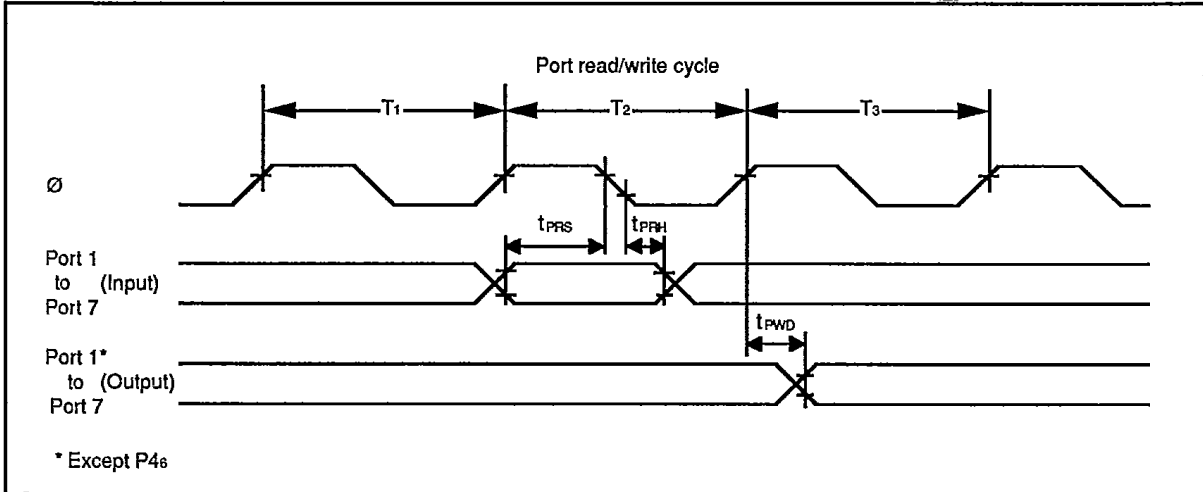 Port read/write cycle
T1 T2 T3
Ø
tPRS tPRH
Port 1
to (Input)
Port 7
tPWD
Port 1*
to (Output)
Port 7
* Except P46